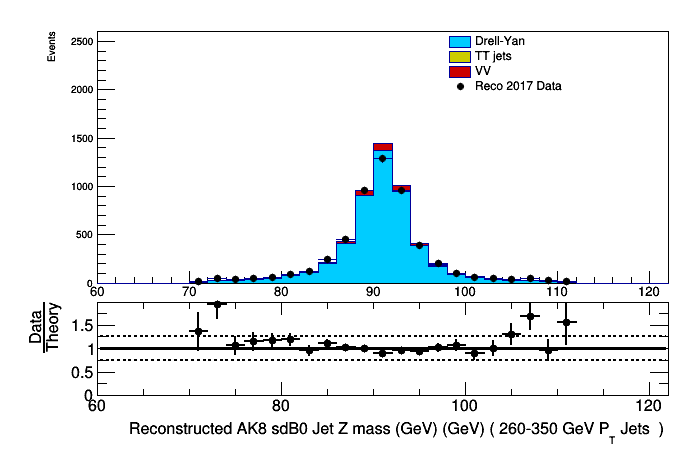 Events
2500
2000
1500
1000
500
0
Drell-Yan
TT jets
VV
Reco 2017 Data
60 70 80 90 100 110 120
Data
Theory
1.5
1
0.5
0
60 80 100 120
Reconstructed AK8 sdB0 Jet Z mass (GeV) (GeV) ( 260-350 GeV P_T Jets )